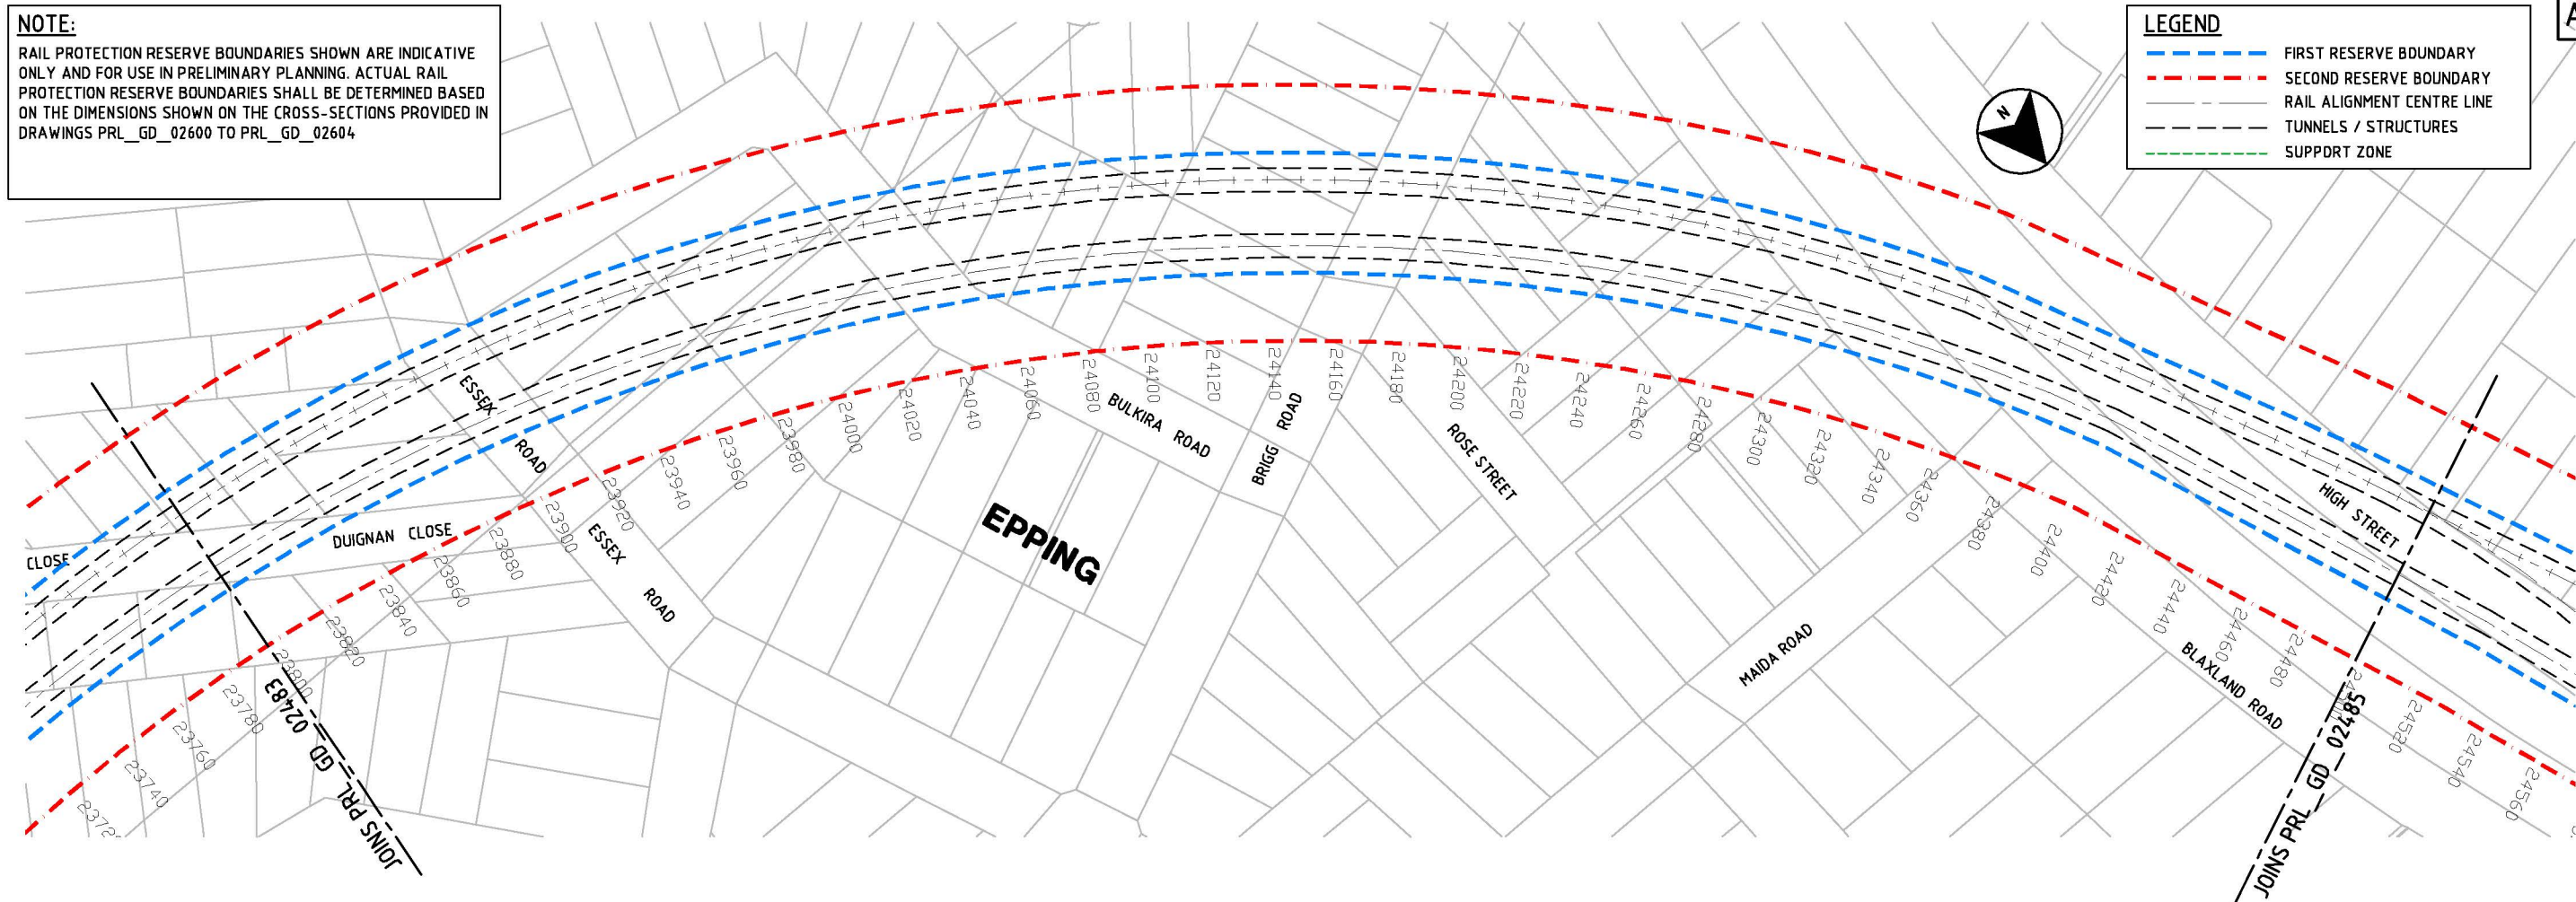 NOTE:
RAIL PROTECTION RESERVE BOUNDARIES SHOWN ARE INDICATIVE
ONLY AND FOR USE IN PRELIMINARY PLANNING. ACTUAL RAIL
PROTECTION RESERVE BOUNDARIES SHALL BE DETERMINED BASED
ON THE DIMENSIONS SHOWN ON THE CROSS-SECTIONS PROVIDED IN
DRAWINGS PRL_GD_02600 TO PRL_GD_02604
LEGEND
FIRST RESERVE BOUNDARY
SECOND RESERVE BOUNDARY
RAIL ALIGNMENT CENTRE LINE
TUNNELS / STRUCTURES
SUPPORT ZONE
A
N
CLOSE
DUIGNAN CLOSE
ESSEX
ROAD
ESSEX
ROAD
EPPING
BULKIRA ROAD
BRIGG ROAD
ROSE STREET
MAIDA ROAD
HIGH STREET
BLAXLAND ROAD
23740
23760
23780
23800
23820
23840
23860
23880
23900
23920
23940
23960
23980
24000
24020
24040
24060
24080
24100
24120
24140
24160
24180
24200
24220
24240
24260
24280
24300
24320
24340
24360
24380
24400
24420
24440
24460
24480
24520
24540
24560
JOINS PRL_GD_02483
JOINS PRL_GD_02485